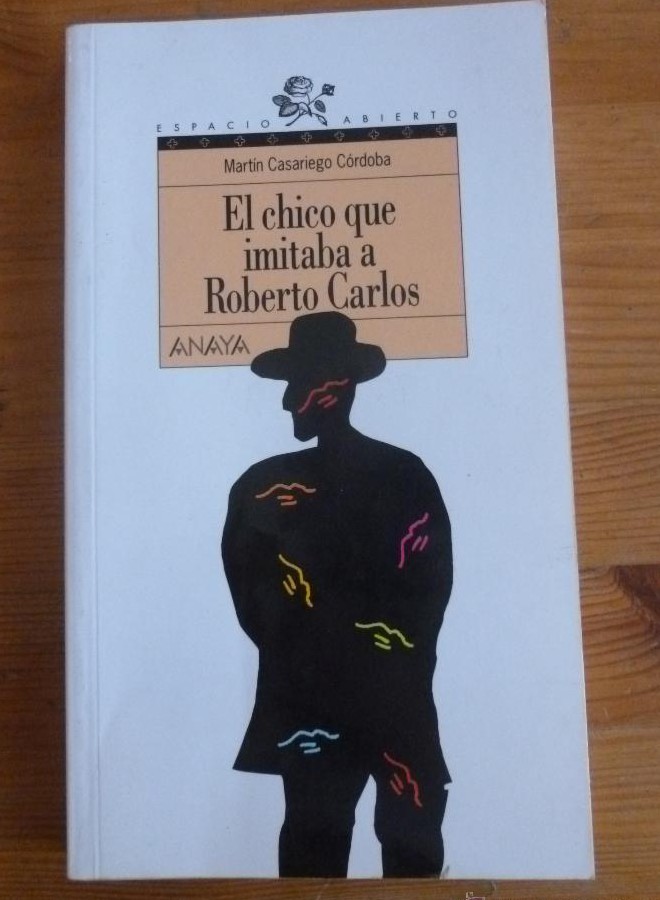 ESPACIO ABIERTO
Martín Casariego Córdoba
El chico que
imitaba a
Roberto Carlos
ANAYA